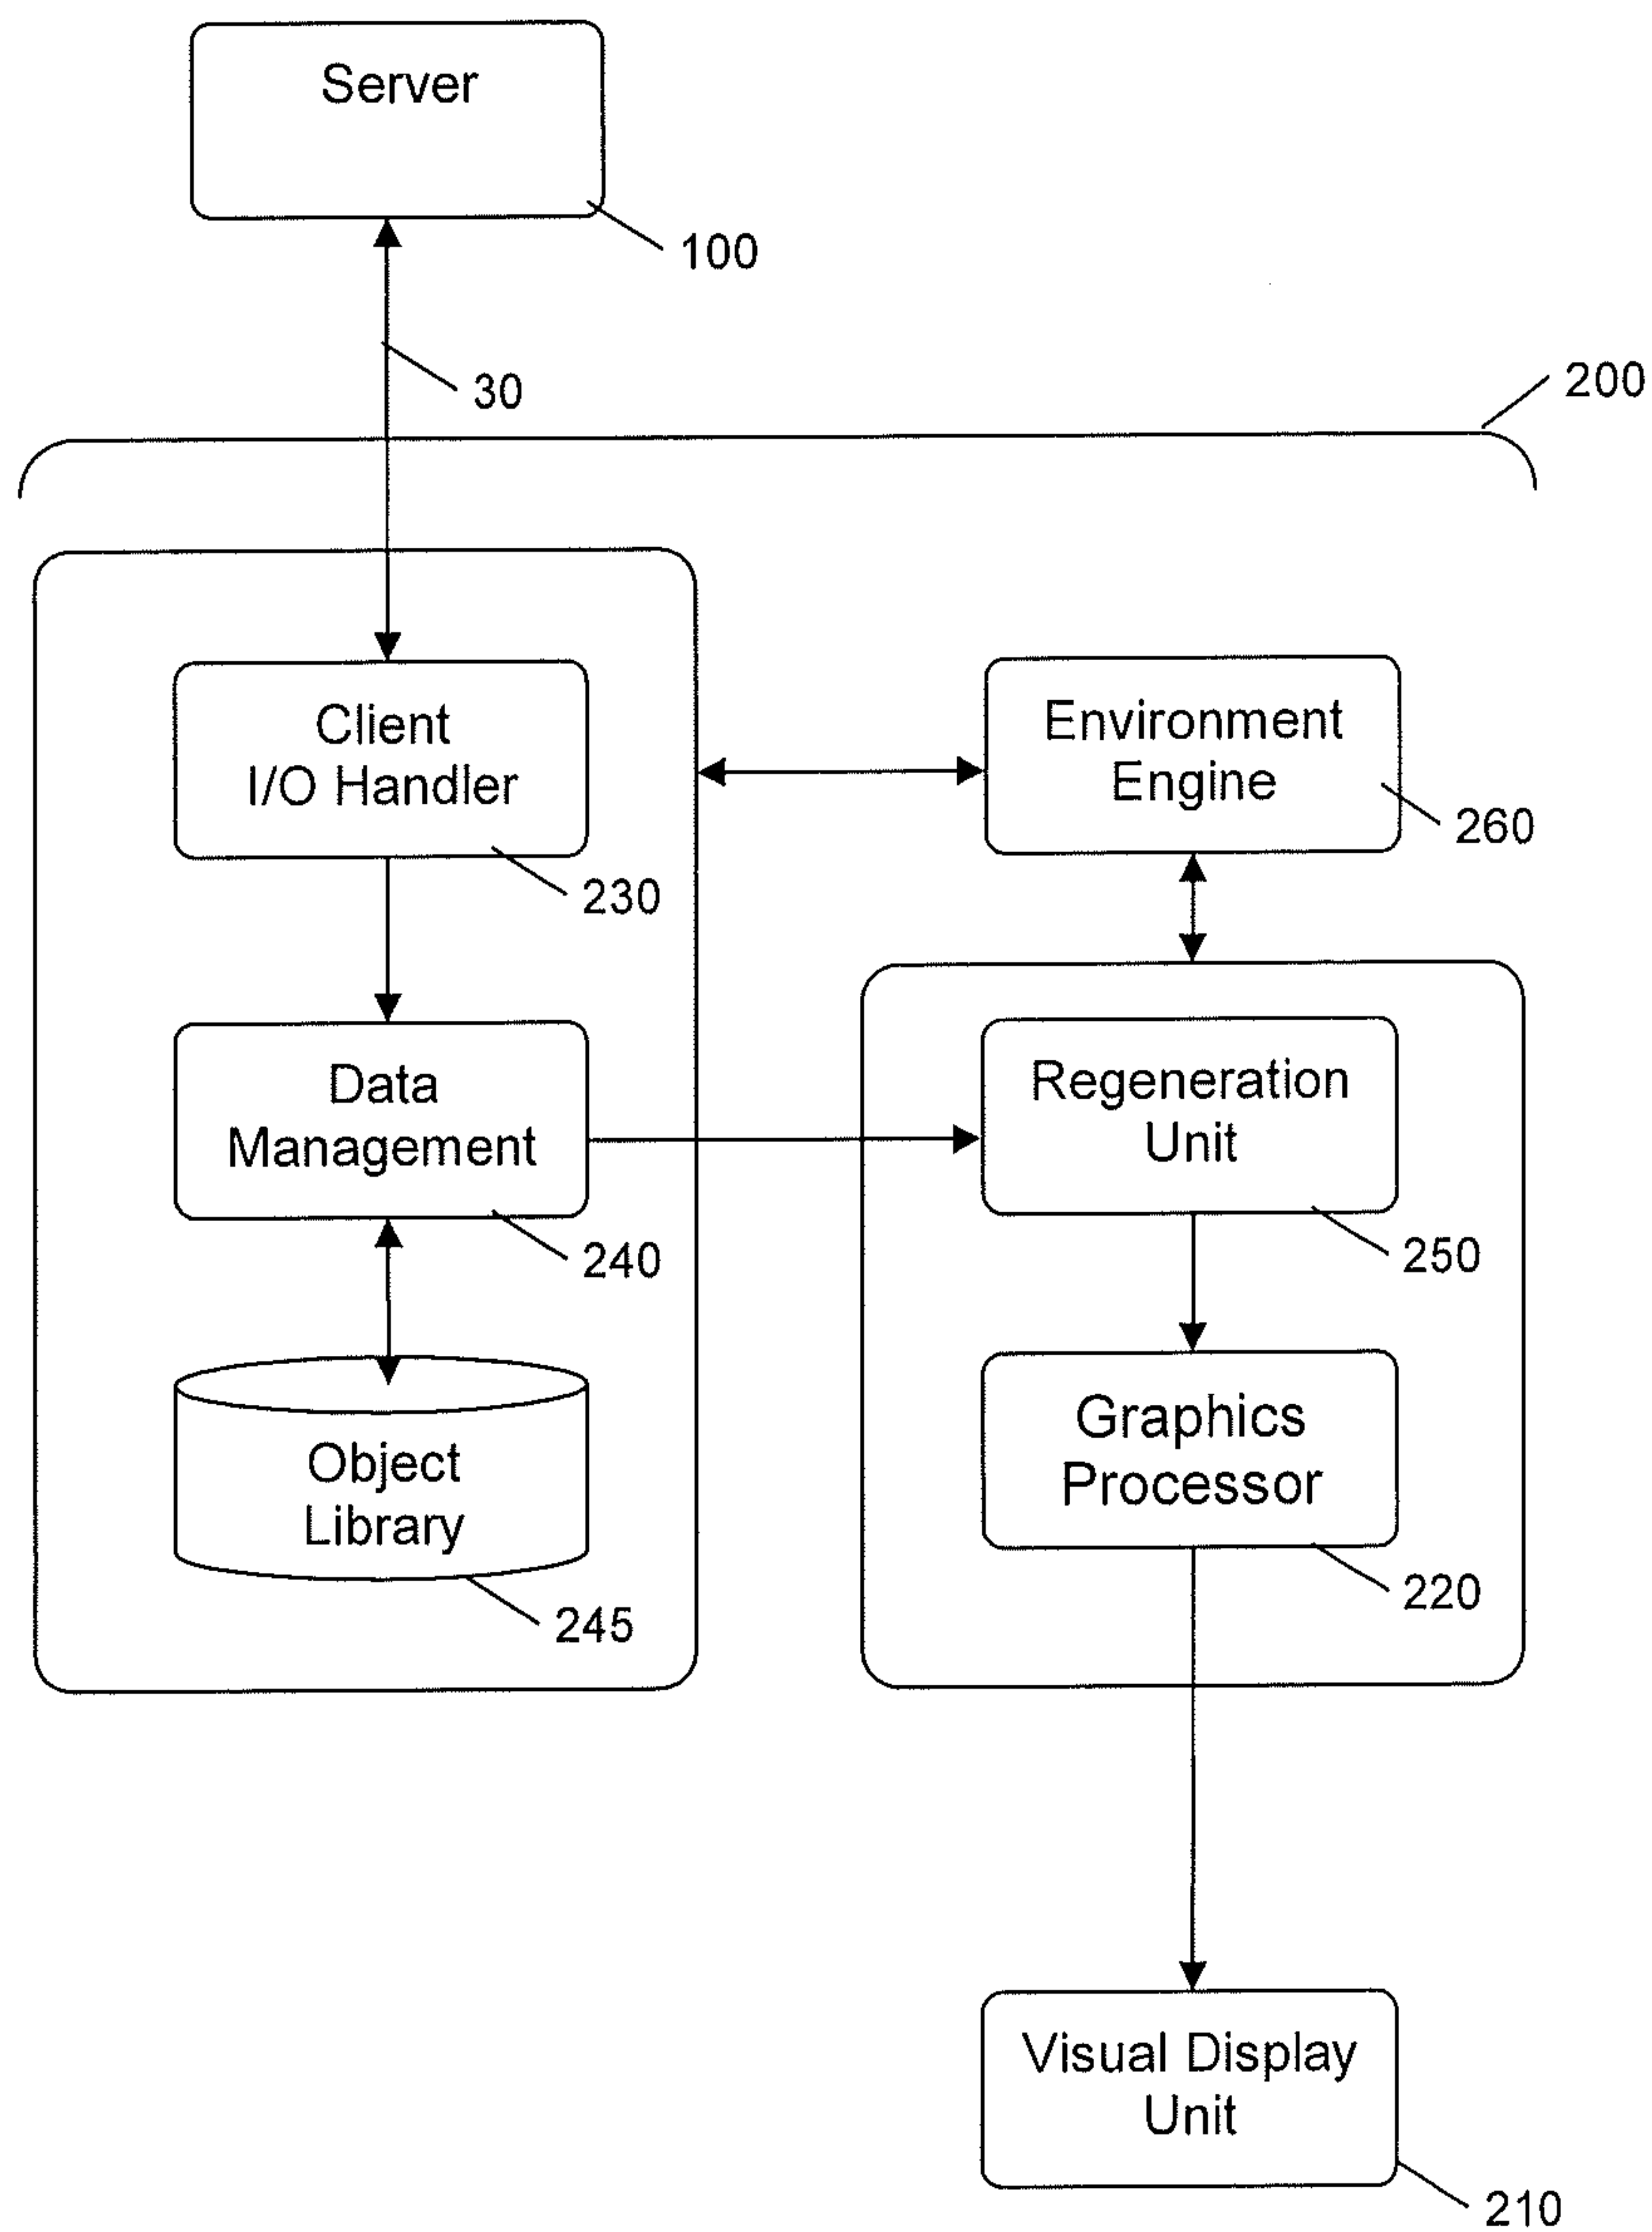 Server
100
30
200
Client
I/O Handler
230
Environment
Engine
260
Data
Management
240
Regeneration
Unit
250
Object
Library
245
Graphics
Processor
220
Visual Display
Unit
210